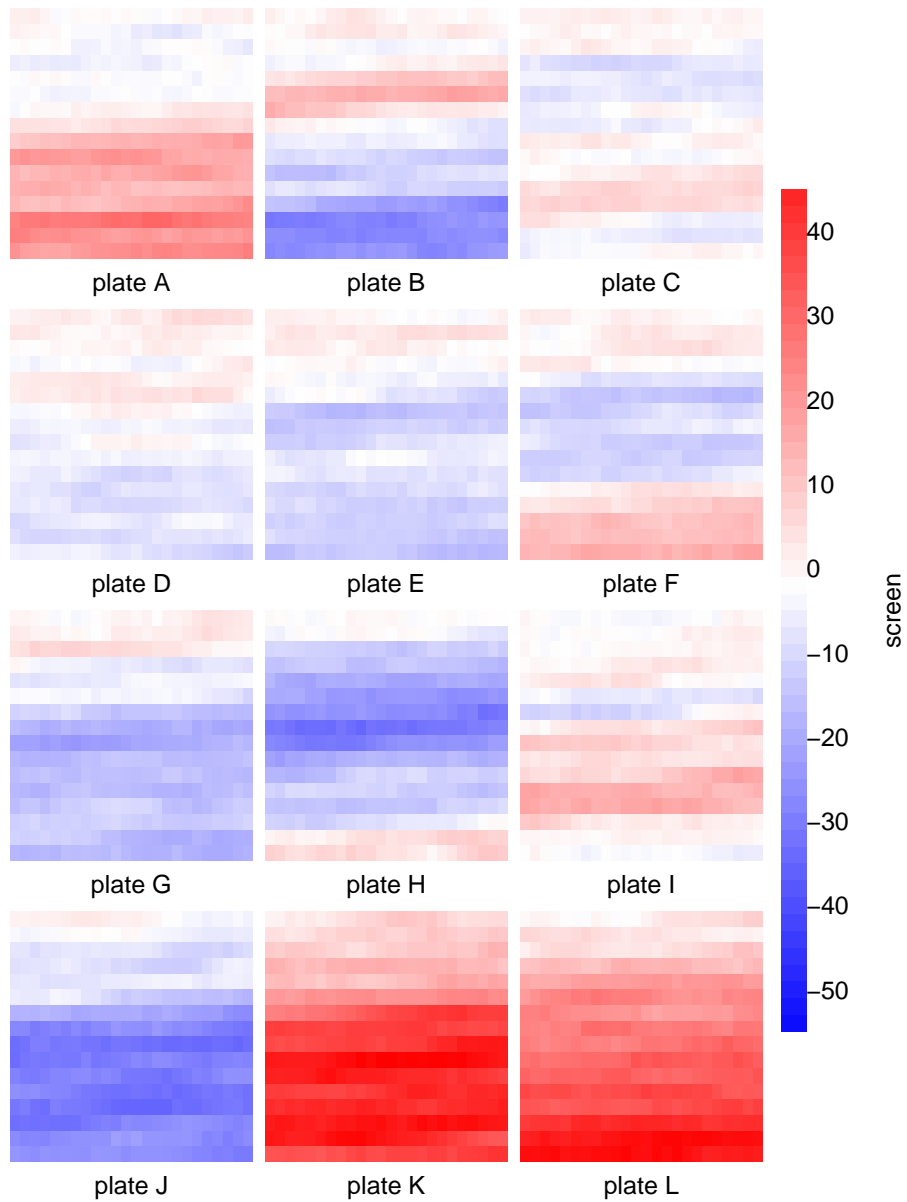 plate A
plate B
plate C
plate D
plate E
plate F
plate G
plate H
plate I
plate J
plate K
plate L
40
30
20
10
0
−10
−20
−30
−40
−50
screen